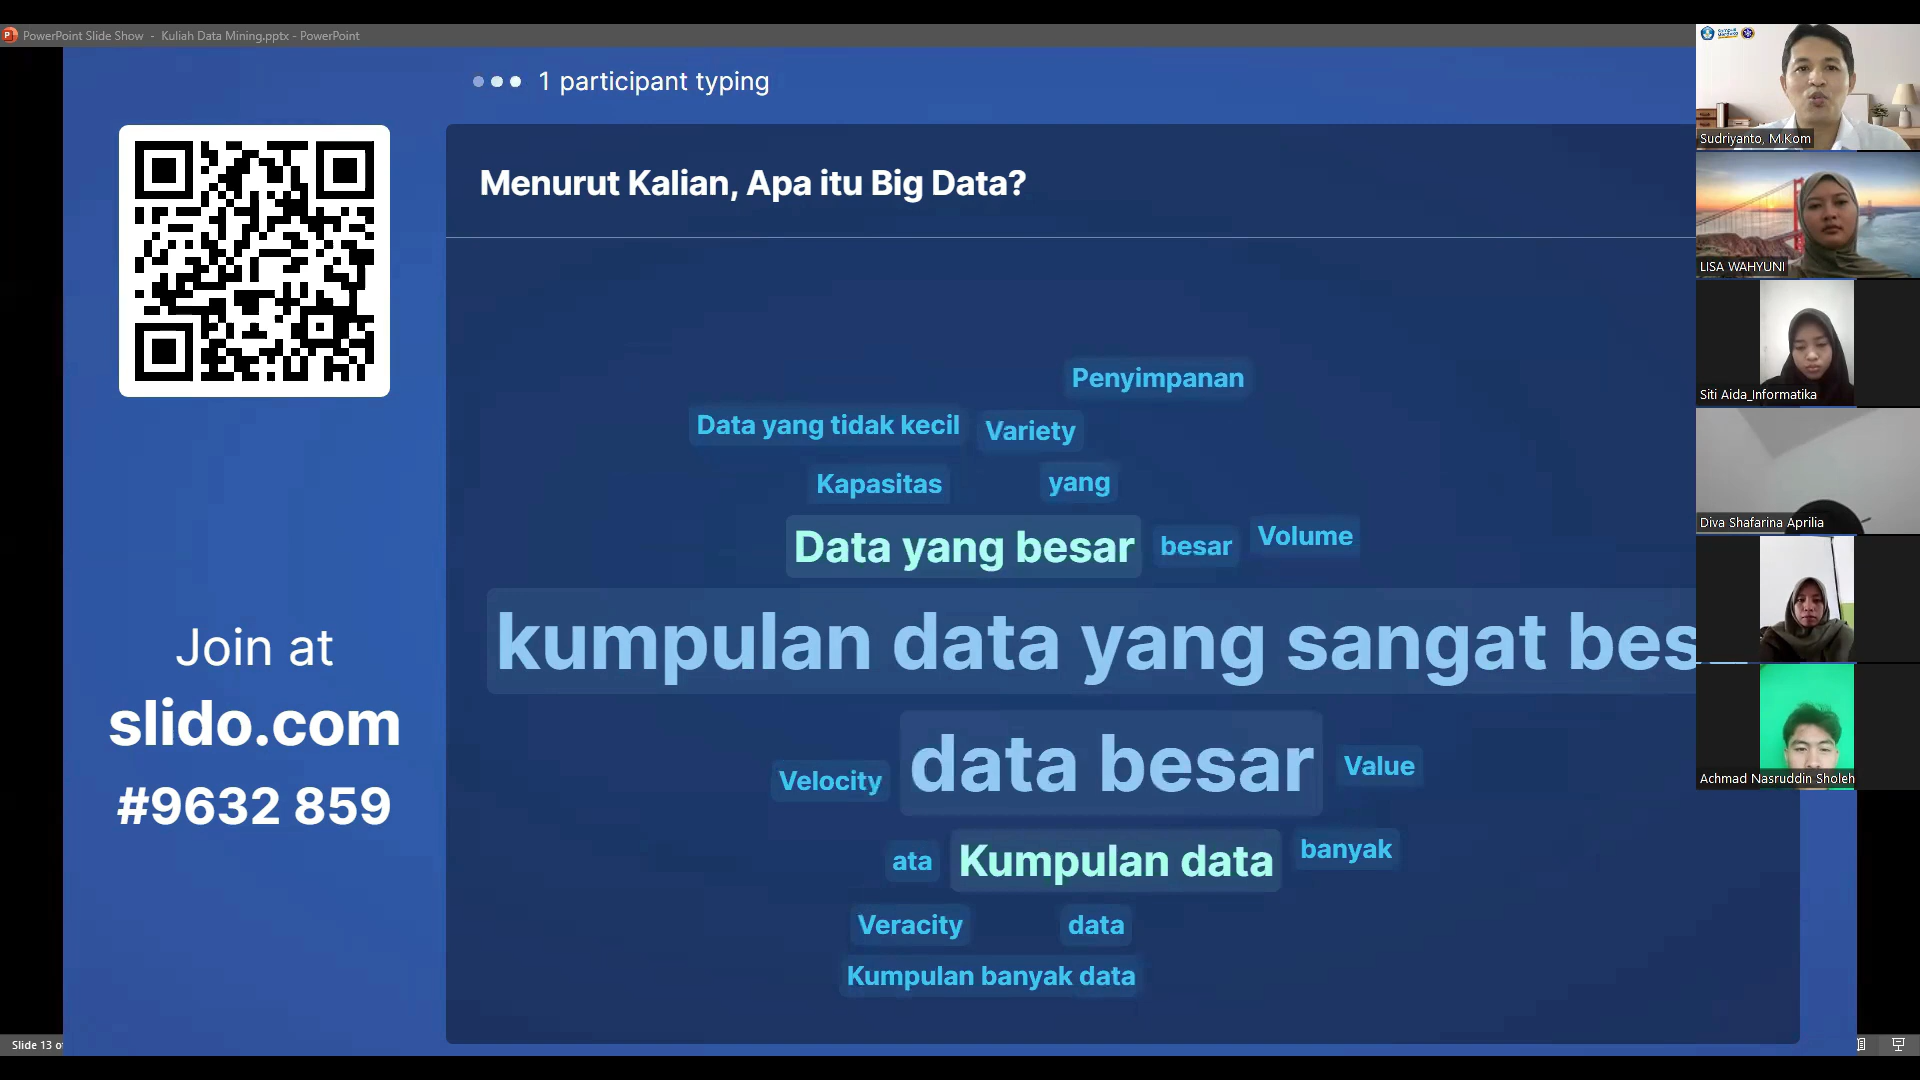 PowerPoint Slide Show - Kuliah Data Mining.pptx - PowerPoint
1 participant typing
Menurut Kalian, Apa itu Big Data?
Penyimpanan
Data yang tidak kecil
Variety
Kapasitas
yang
Data yang besar
besar
Volume
kumpulan data yang sangat bes
data besar
Velocity
Value
ata
Kumpulan data
banyak
Veracity
data
Kumpulan banyak data
Join at
slido.com
#9632 859
Slide 13 o
Sudriyanto, M.Kom
LISA WAHYUNI
Siti Aida_Informatika
Diva Shafarina Aprilia
Achmad Nasruddin Sholeh